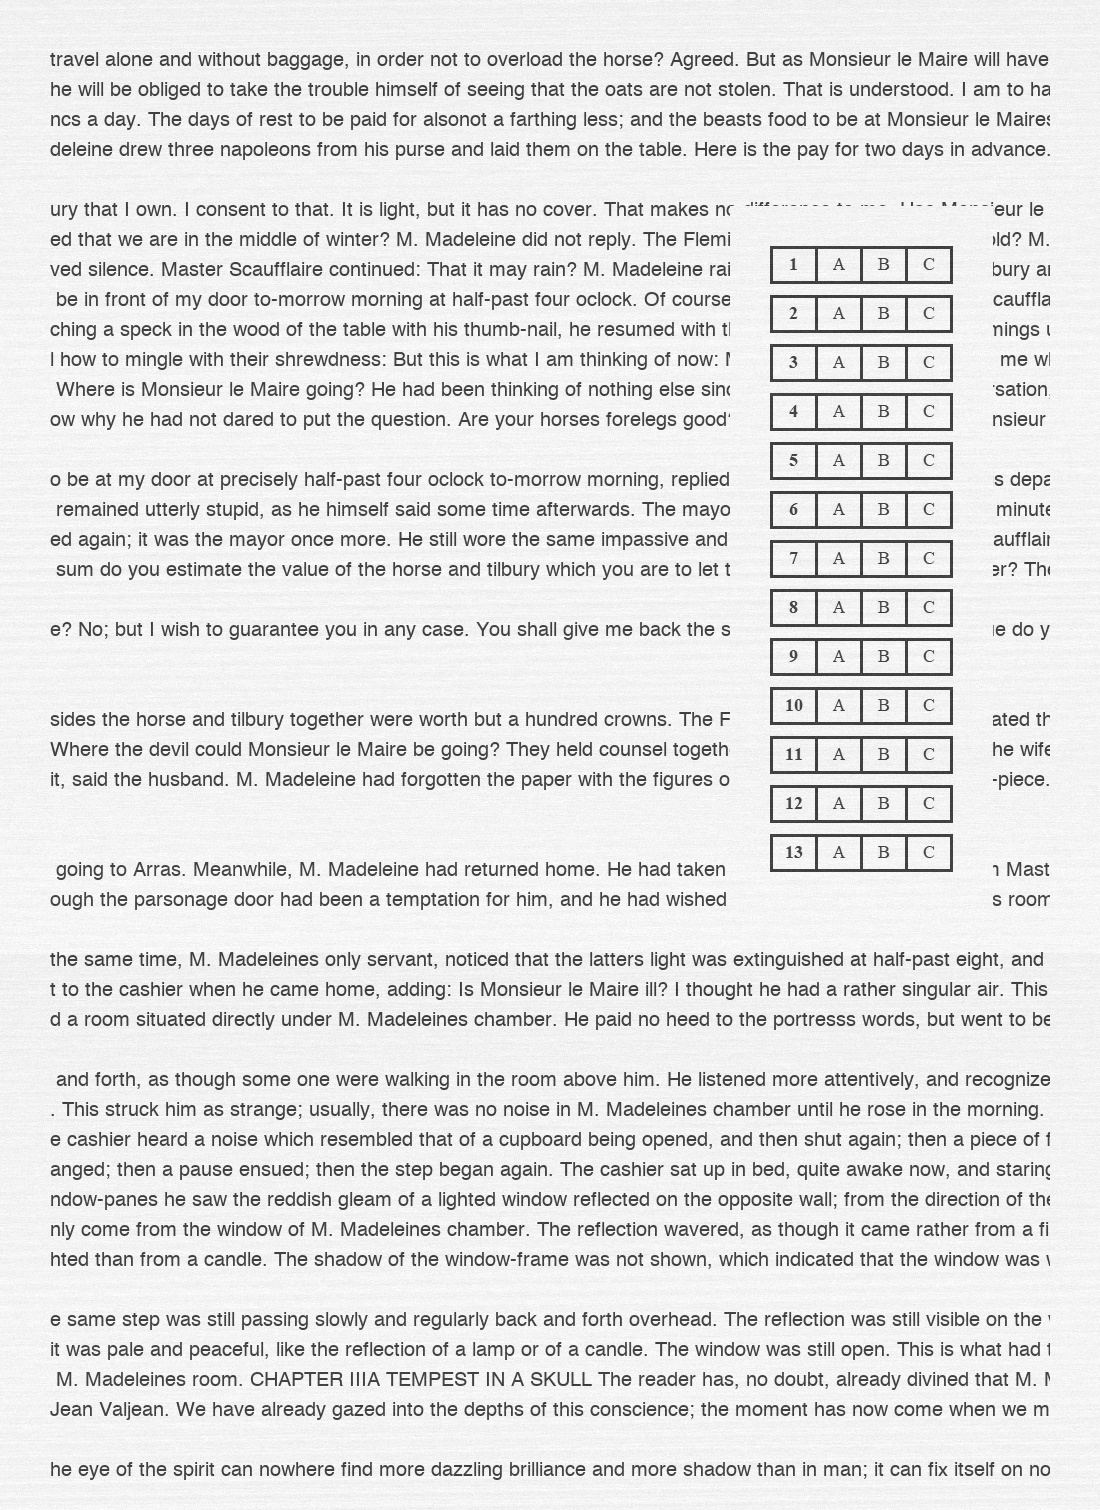 travel alone and without baggage, in order not to overload the horse? Agreed. But as Monsieur le Maire will have
he will be obliged to take the trouble himself of seeing that the oats are not stolen. That is understood. I am to ha
ncs a day. The days of rest to be paid for alsonot a farthing less; and the beasts food to be at Monsieur le Maires
deleine drew three napoleons from his purse and laid them on the table. Here is the pay for two days in advance.
ury that I own. I consent to that. It is light, but it has no cover. That makes no difference to me. Has Monsieur le
ed that we are in the middle of winter? M. Madeleine did not reply. The Flemi old? M.
ved silence. Master Scaufflaire continued: That it may rain? M. Madeleine rai bury an
be in front of my door to-morrow morning at half-past four oclock. Of course cauffla
ching a speck in the wood of the table with his thumb-nail, he resumed with th mings u
l how to mingle with their shrewdness: But this is what I am thinking of now: M me wh
Where is Monsieur le Maire going? He had been thinking of nothing else sinc rsation,
ow why he had not dared to put the question. Are your horses forelegs good? nsieur
o be at my door at precisely half-past four oclock to-morrow morning, replied s depa
remained utterly stupid, as he himself said some time afterwards. The mayo minute
ed again; it was the mayor once more. He still wore the same impassive and aufflair
sum do you estimate the value of the horse and tilbury which you are to let t er? The
e? No; but I wish to guarantee you in any case. You shall give me back the s e do y
sides the horse and tilbury together were worth but a hundred crowns. The F ated th
Where the devil could Monsieur le Maire be going? They held counsel togeth he wife
it, said the husband. M. Madeleine had forgotten the paper with the figures o -piece.
going to Arras. Meanwhile, M. Madeleine had returned home. He had taken n Mast
ough the parsonage door had been a temptation for him, and he had wished s room
1 A B C
2 A B C
3 A B C
4 A B C
5 A B C
6 A B C
7 A B C
8 A B C
9 A B C
10 A B C
11 A B C
12 A B C
13 A B C
the same time, M. Madeleines only servant, noticed that the latters light was extinguished at half-past eight, and
t to the cashier when he came home, adding: Is Monsieur le Maire ill? I thought he had a rather singular air. This
d a room situated directly under M. Madeleines chamber. He paid no heed to the portresss words, but went to be
and forth, as though some one were walking in the room above him. He listened more attentively, and recognize
. This struck him as strange; usually, there was no noise in M. Madeleines chamber until he rose in the morning.
e cashier heard a noise which resembled that of a cupboard being opened, and then shut again; then a piece of f
anged; then a pause ensued; then the step began again. The cashier sat up in bed, quite awake now, and staring
ndow-panes he saw the reddish gleam of a lighted window reflected on the opposite wall; from the direction of the
nly come from the window of M. Madeleines chamber. The reflection wavered, as though it came rather from a fi
hted than from a candle. The shadow of the window-frame was not shown, which indicated that the window was w
e same step was still passing slowly and regularly back and forth overhead. The reflection was still visible on the w
it was pale and peaceful, like the reflection of a lamp or of a candle. The window was still open. This is what had t
M. Madeleines room. CHAPTER IIIA TEMPEST IN A SKULL The reader has, no doubt, already divined that M. M
Jean Valjean. We have already gazed into the depths of this conscience; the moment has now come when we m
he eye of the spirit can nowhere find more dazzling brilliance and more shadow than in man; it can fix itself on no